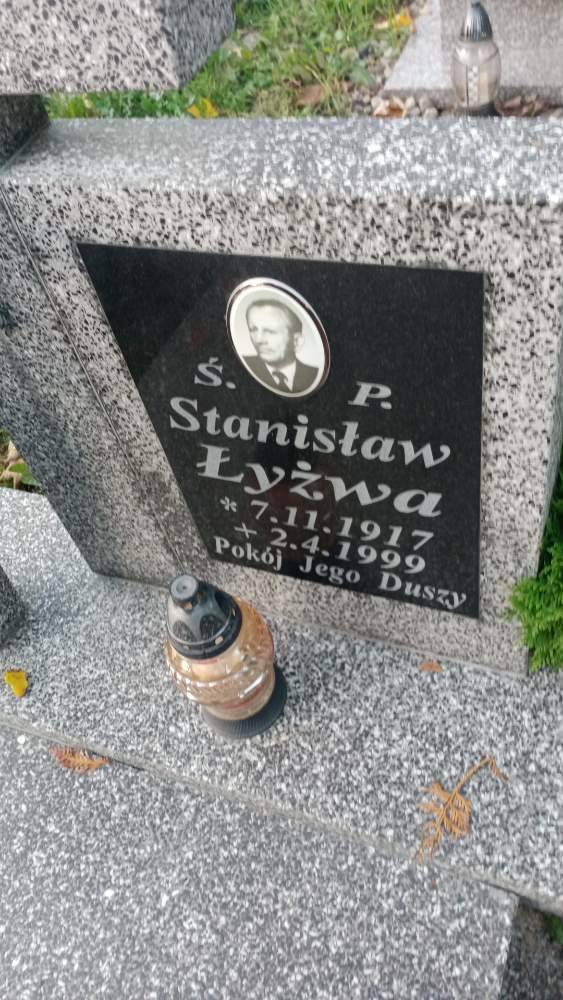 Ś. P.
Stanisław
Łyżwa
* 7.11.1917
+ 2.4.1999
Pokój Jego Duszy